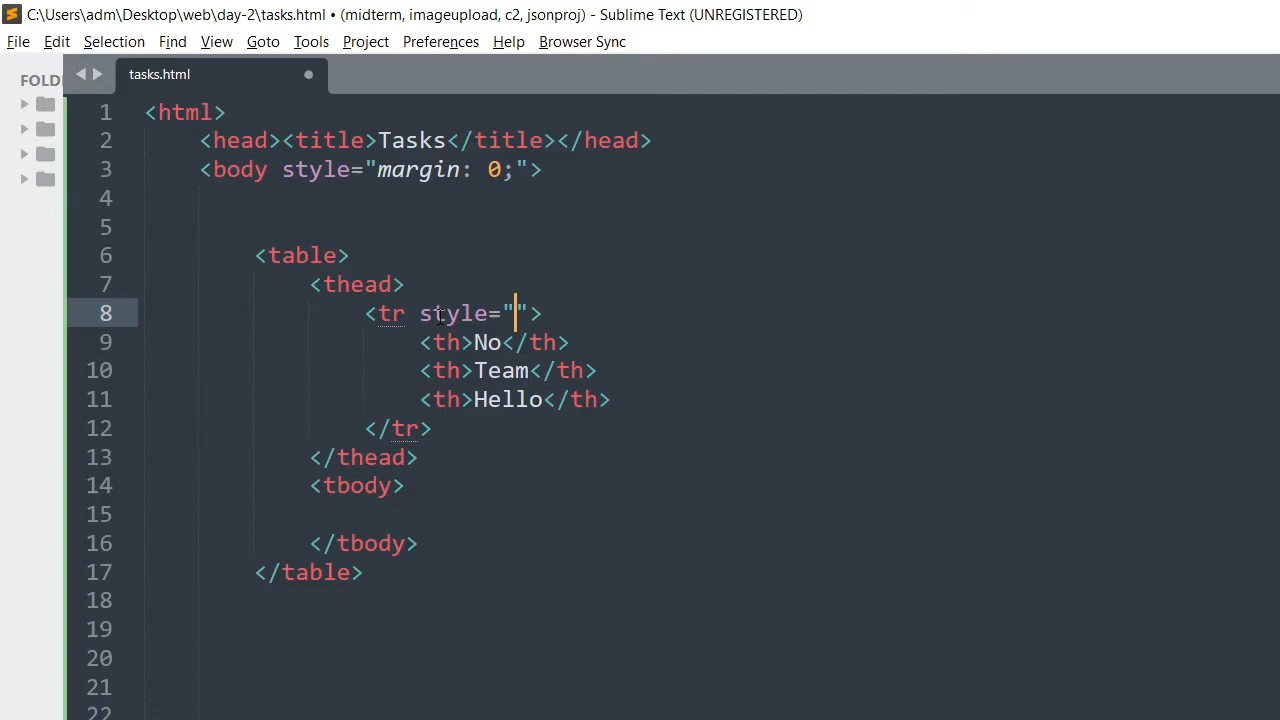 C:\Users\adm\Desktop\web\day-2\tasks.html • (midterm, imageupload, c2, jsonproj) - Sublime Text (UNREGISTERED)
File Edit Selection Find View Goto Tools Project Preferences Help Browser Sync
FOLD
tasks.html
1 <html>
2 <head><title>Tasks</title></head>
3 <body style="margin: 0;">
4
5
6 <table>
7 <thead>
8 <tr style="">
9 <th>No</th>
10 <th>Team</th>
11 <th>Hello</th>
12 </tr>
13 </thead>
14 <tbody>
15
16 </tbody>
17 </table>
18
19
20
21
22